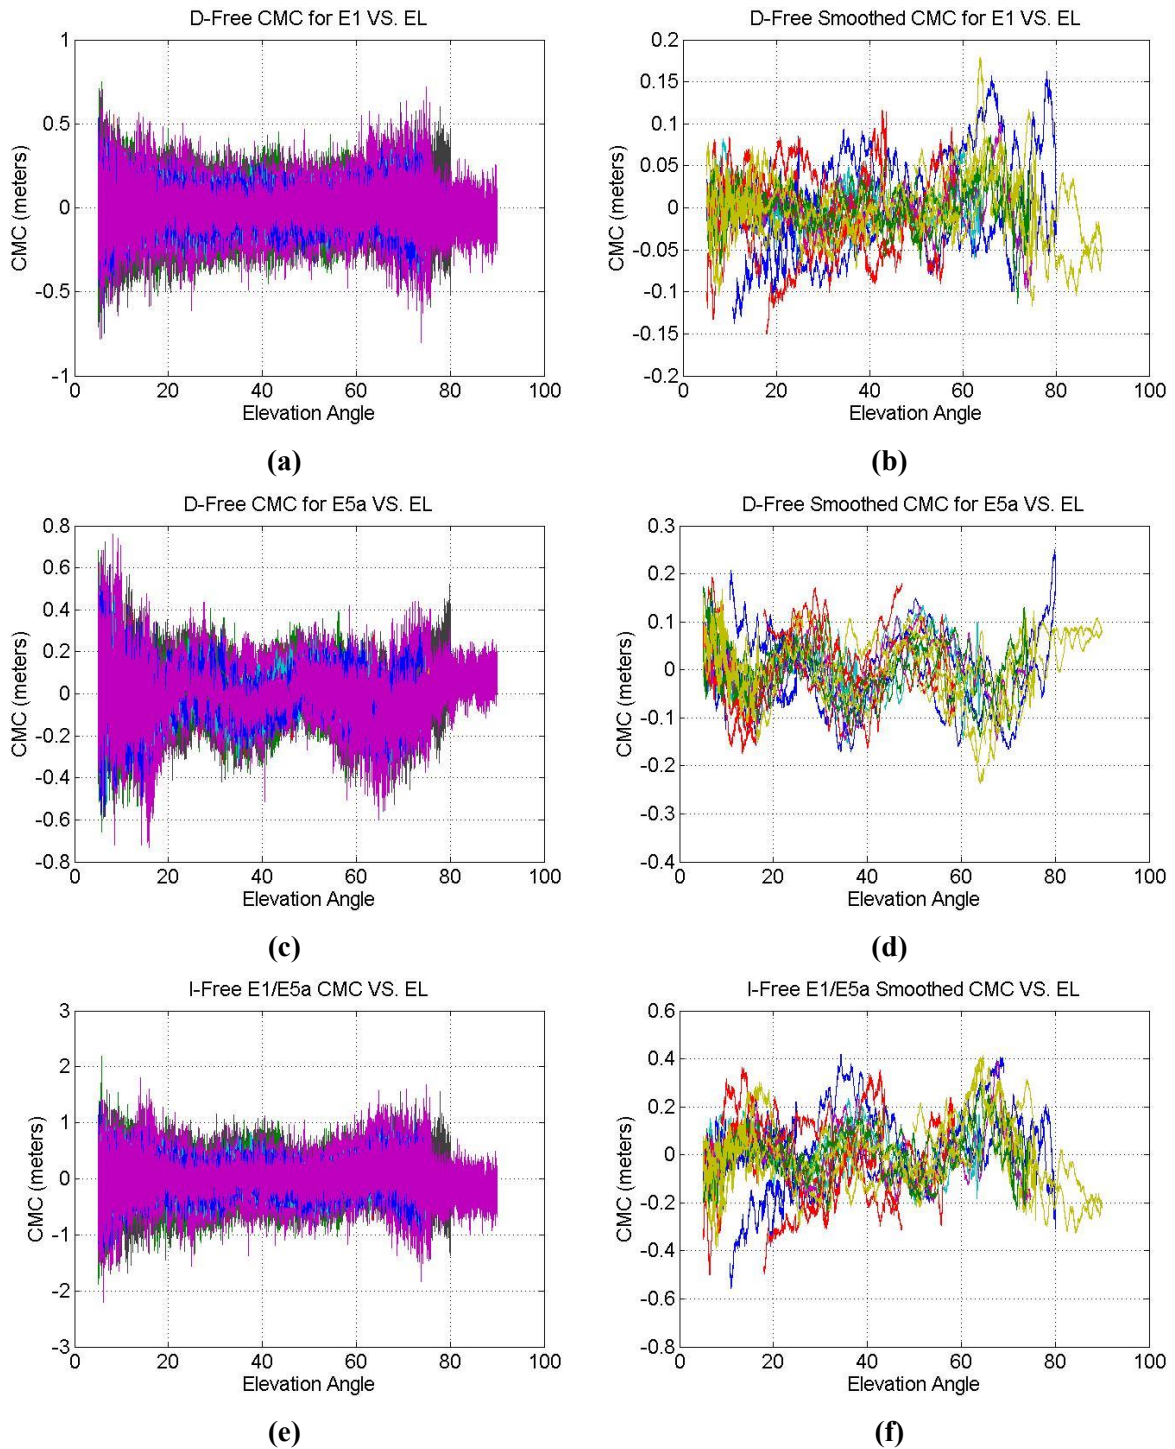 D-Free CMC for E1 VS. EL
1
0.5
0
-0.5
-1
CMC (meters)
0 20 40 60 80 100
Elevation Angle
(a)
D-Free Smoothed CMC for E1 VS. EL
0.2
0.15
0.1
0.05
0
-0.05
-0.1
-0.15
-0.2
CMC (meters)
0 20 40 60 80 100
Elevation Angle
(b)
D-Free CMC for E5a VS. EL
0.8
0.6
0.4
0.2
0
-0.2
-0.4
-0.6
-0.8
CMC (meters)
0 20 40 60 80 100
Elevation Angle
(c)
D-Free Smoothed CMC for E5a VS. EL
0.3
0.2
0.1
0
-0.1
-0.2
-0.3
-0.4
CMC (meters)
0 20 40 60 80 100
Elevation Angle
(d)
I-Free E1/E5a CMC VS. EL
3
2
1
0
-1
-2
-3
CMC (meters)
0 20 40 60 80 100
Elevation Angle
(e)
I-Free E1/E5a Smoothed CMC VS. EL
0.6
0.4
0.2
0
-0.2
-0.4
-0.6
-0.8
CMC (meters)
0 20 40 60 80 100
Elevation Angle
(f)